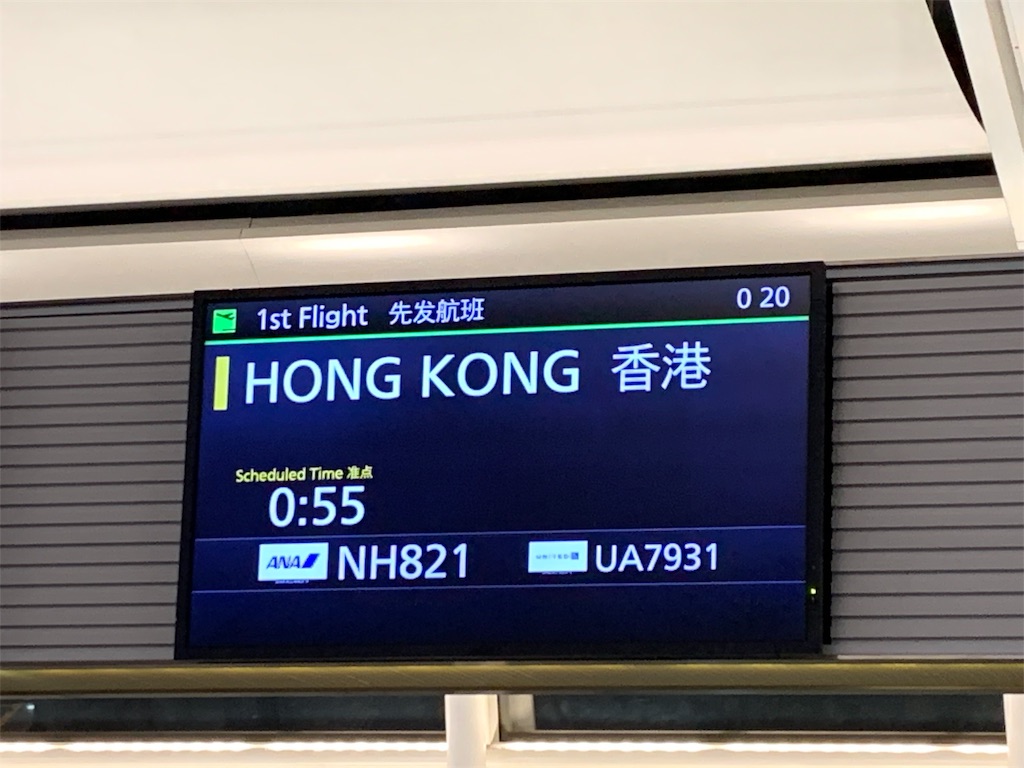 1st Flight 先发航班 0 20
HONG KONG 香港
Scheduled Time 准点
0:55
ANA NH821 UA7931